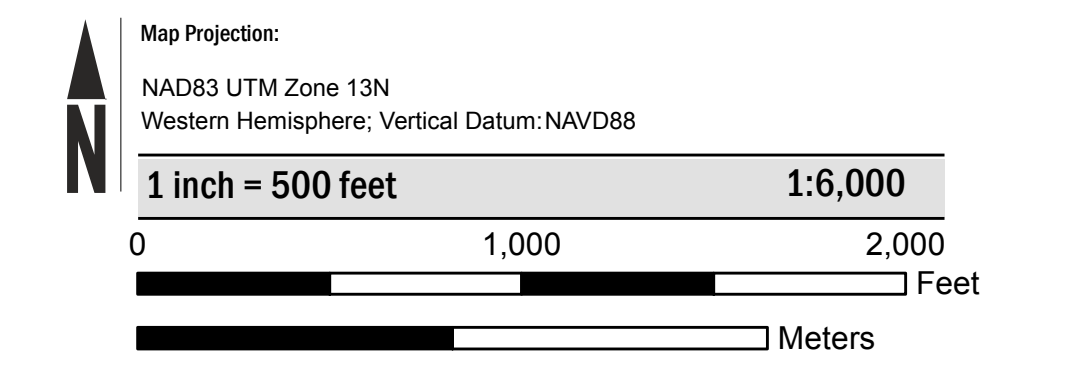 N
Map Projection:
NAD83 UTM Zone 13N
Western Hemisphere; Vertical Datum:NAVD88
1 inch = 500 feet 1:6,000
0 1,000 2,000
Feet
Meters